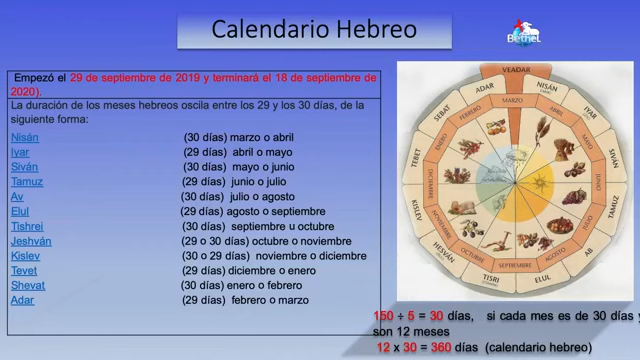 Calendario Hebreo
Bethel
Empezó el 29 de septiembre de 2019 y terminará el 18 de septiembre de
2020).
La duración de los meses hebreos oscila entre los 29 y los 30 días, de la
siguiente forma:
Nisán (30 días) marzo o abril
Iyar (29 días) abril o mayo
Siván (30 días) mayo o junio
Tamuz (29 días) junio o julio
Av (30 días) julio o agosto
Elul (29 días) agosto o septiembre
Tishrei (30 días) septiembre u octubre
Jeshván (29 o 30 días) octubre o noviembre
Kislev (30 o 29 días) noviembre o diciembre
Tevet (29 días) diciembre o enero
Shevat (30 días) enero o febrero
Adar (29 días) febrero o marzo
VEADAR
NISÁN
IYAR
SIVÁN
TAMUZ
AB
ELUL
TISRI
HESVÁN
KISLEV
TEBET
SEBAT
ADAR
MARZO
ABRIL
MAYO
JUNIO
JULIO
AGOSTO
SEPTIEMBRE
OCTUBRE
NOVIEMBRE
DICIEMBRE
ENERO
FEBRERO
150 ÷ 5 = 30 días, si cada mes es de 30 días y
son 12 meses
12 x 30 = 360 días (calendario hebreo)